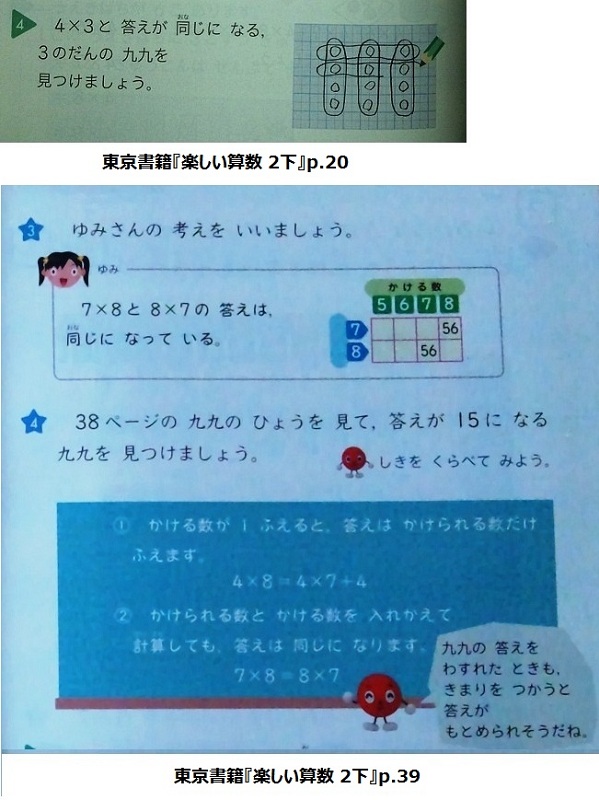 4 4×3と 答えが 同じに なる,
おな
3のだんの 九九を
見つけましょう。
東京書籍『楽しい算数 2下』p.20
3 ゆみさんの 考えを いいましょう。
ゆみ
7×8と 8×7の 答えは,
おな
同じに なって いる。
かける数
5 6 7 8
7 56
8 56
4 38ページの 九九の ひょうを 見て, 答えが 15に なる
九九を 見つけましょう。
しきを くらべて みよう。
① かける数が 1 ふえると, 答えは かけられる数だけ
ふえます。
4×8=4×7+4
② かけられる数と かける数を 入れかえて
計算しても, 答えは 同じに なります。
7×8=8×7
九九の 答えを
わすれた ときも,
きまりを つかうと
答えが
もとめられそうだね。
東京書籍『楽しい算数 2下』p.39